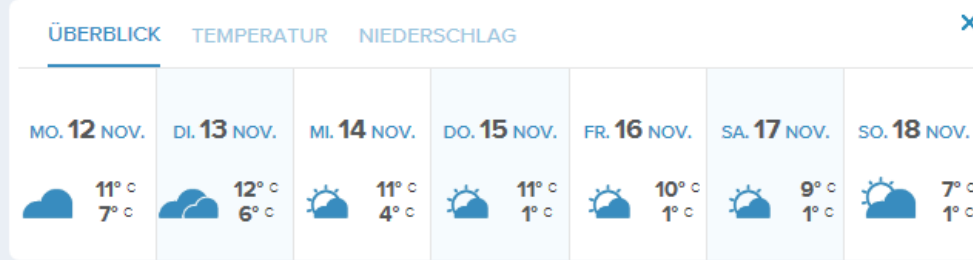 ÜBERBLICK TEMPERATUR NIEDERSCHLAG
MO. 12 NOV. DI. 13 NOV. MI. 14 NOV. DO. 15 NOV. FR. 16 NOV. SA. 17 NOV. SO. 18 NOV.
11° C 12° C 11° C 11° C 10° C 9° C 7° C
7° C 6° C 4° C 1° C 1° C 1° C 1° C